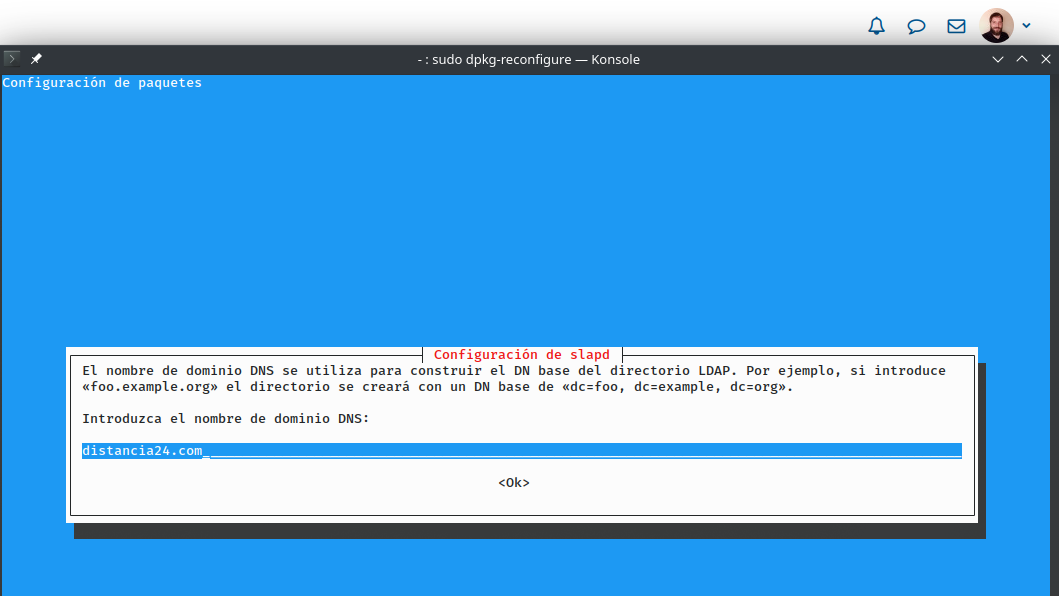 - : sudo dpkg-reconfigure — Konsole
Configuración de paquetes
Configuración de slapd
El nombre de dominio DNS se utiliza para construir el DN base del directorio LDAP. Por ejemplo, si introduce
«foo.example.org» el directorio se creará con un DN base de «dc=foo, dc=example, dc=org».
Introduzca el nombre de dominio DNS:
distancia24.com
<Ok>